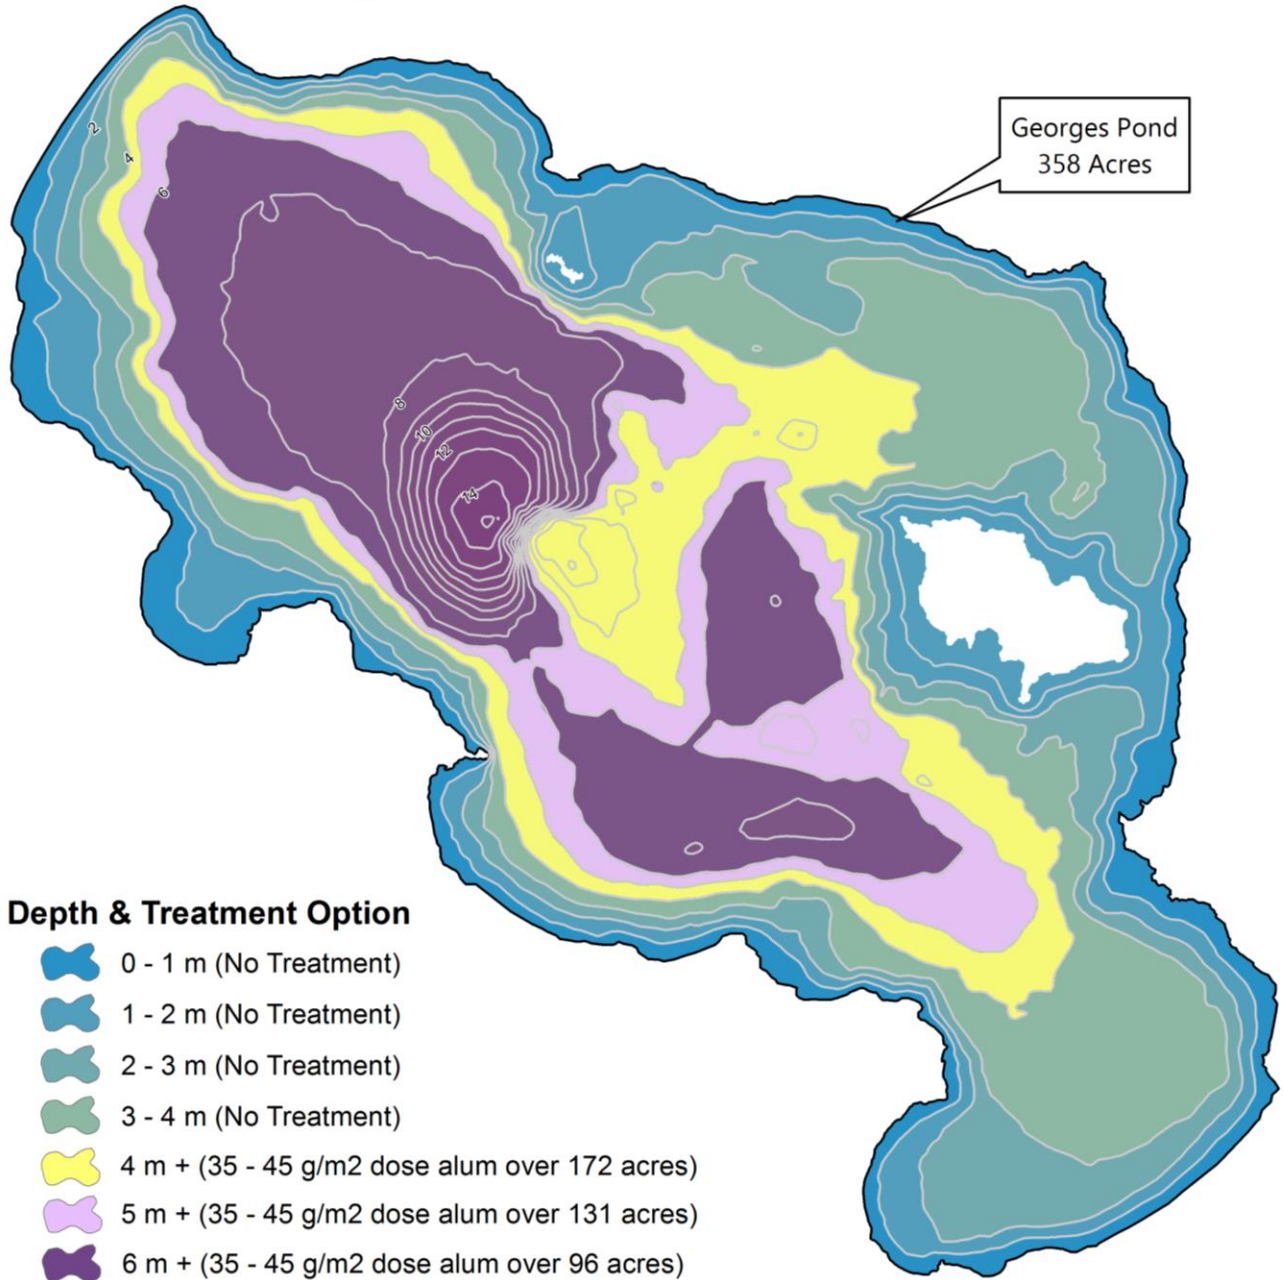 Georges Pond
358 Acres
2
4
6
8
10
12
14
Depth & Treatment Option
0 - 1 m (No Treatment)
1 - 2 m (No Treatment)
2 - 3 m (No Treatment)
3 - 4 m (No Treatment)
4 m + (35 - 45 g/m2 dose alum over 172 acres)
5 m + (35 - 45 g/m2 dose alum over 131 acres)
6 m + (35 - 45 g/m2 dose alum over 96 acres)